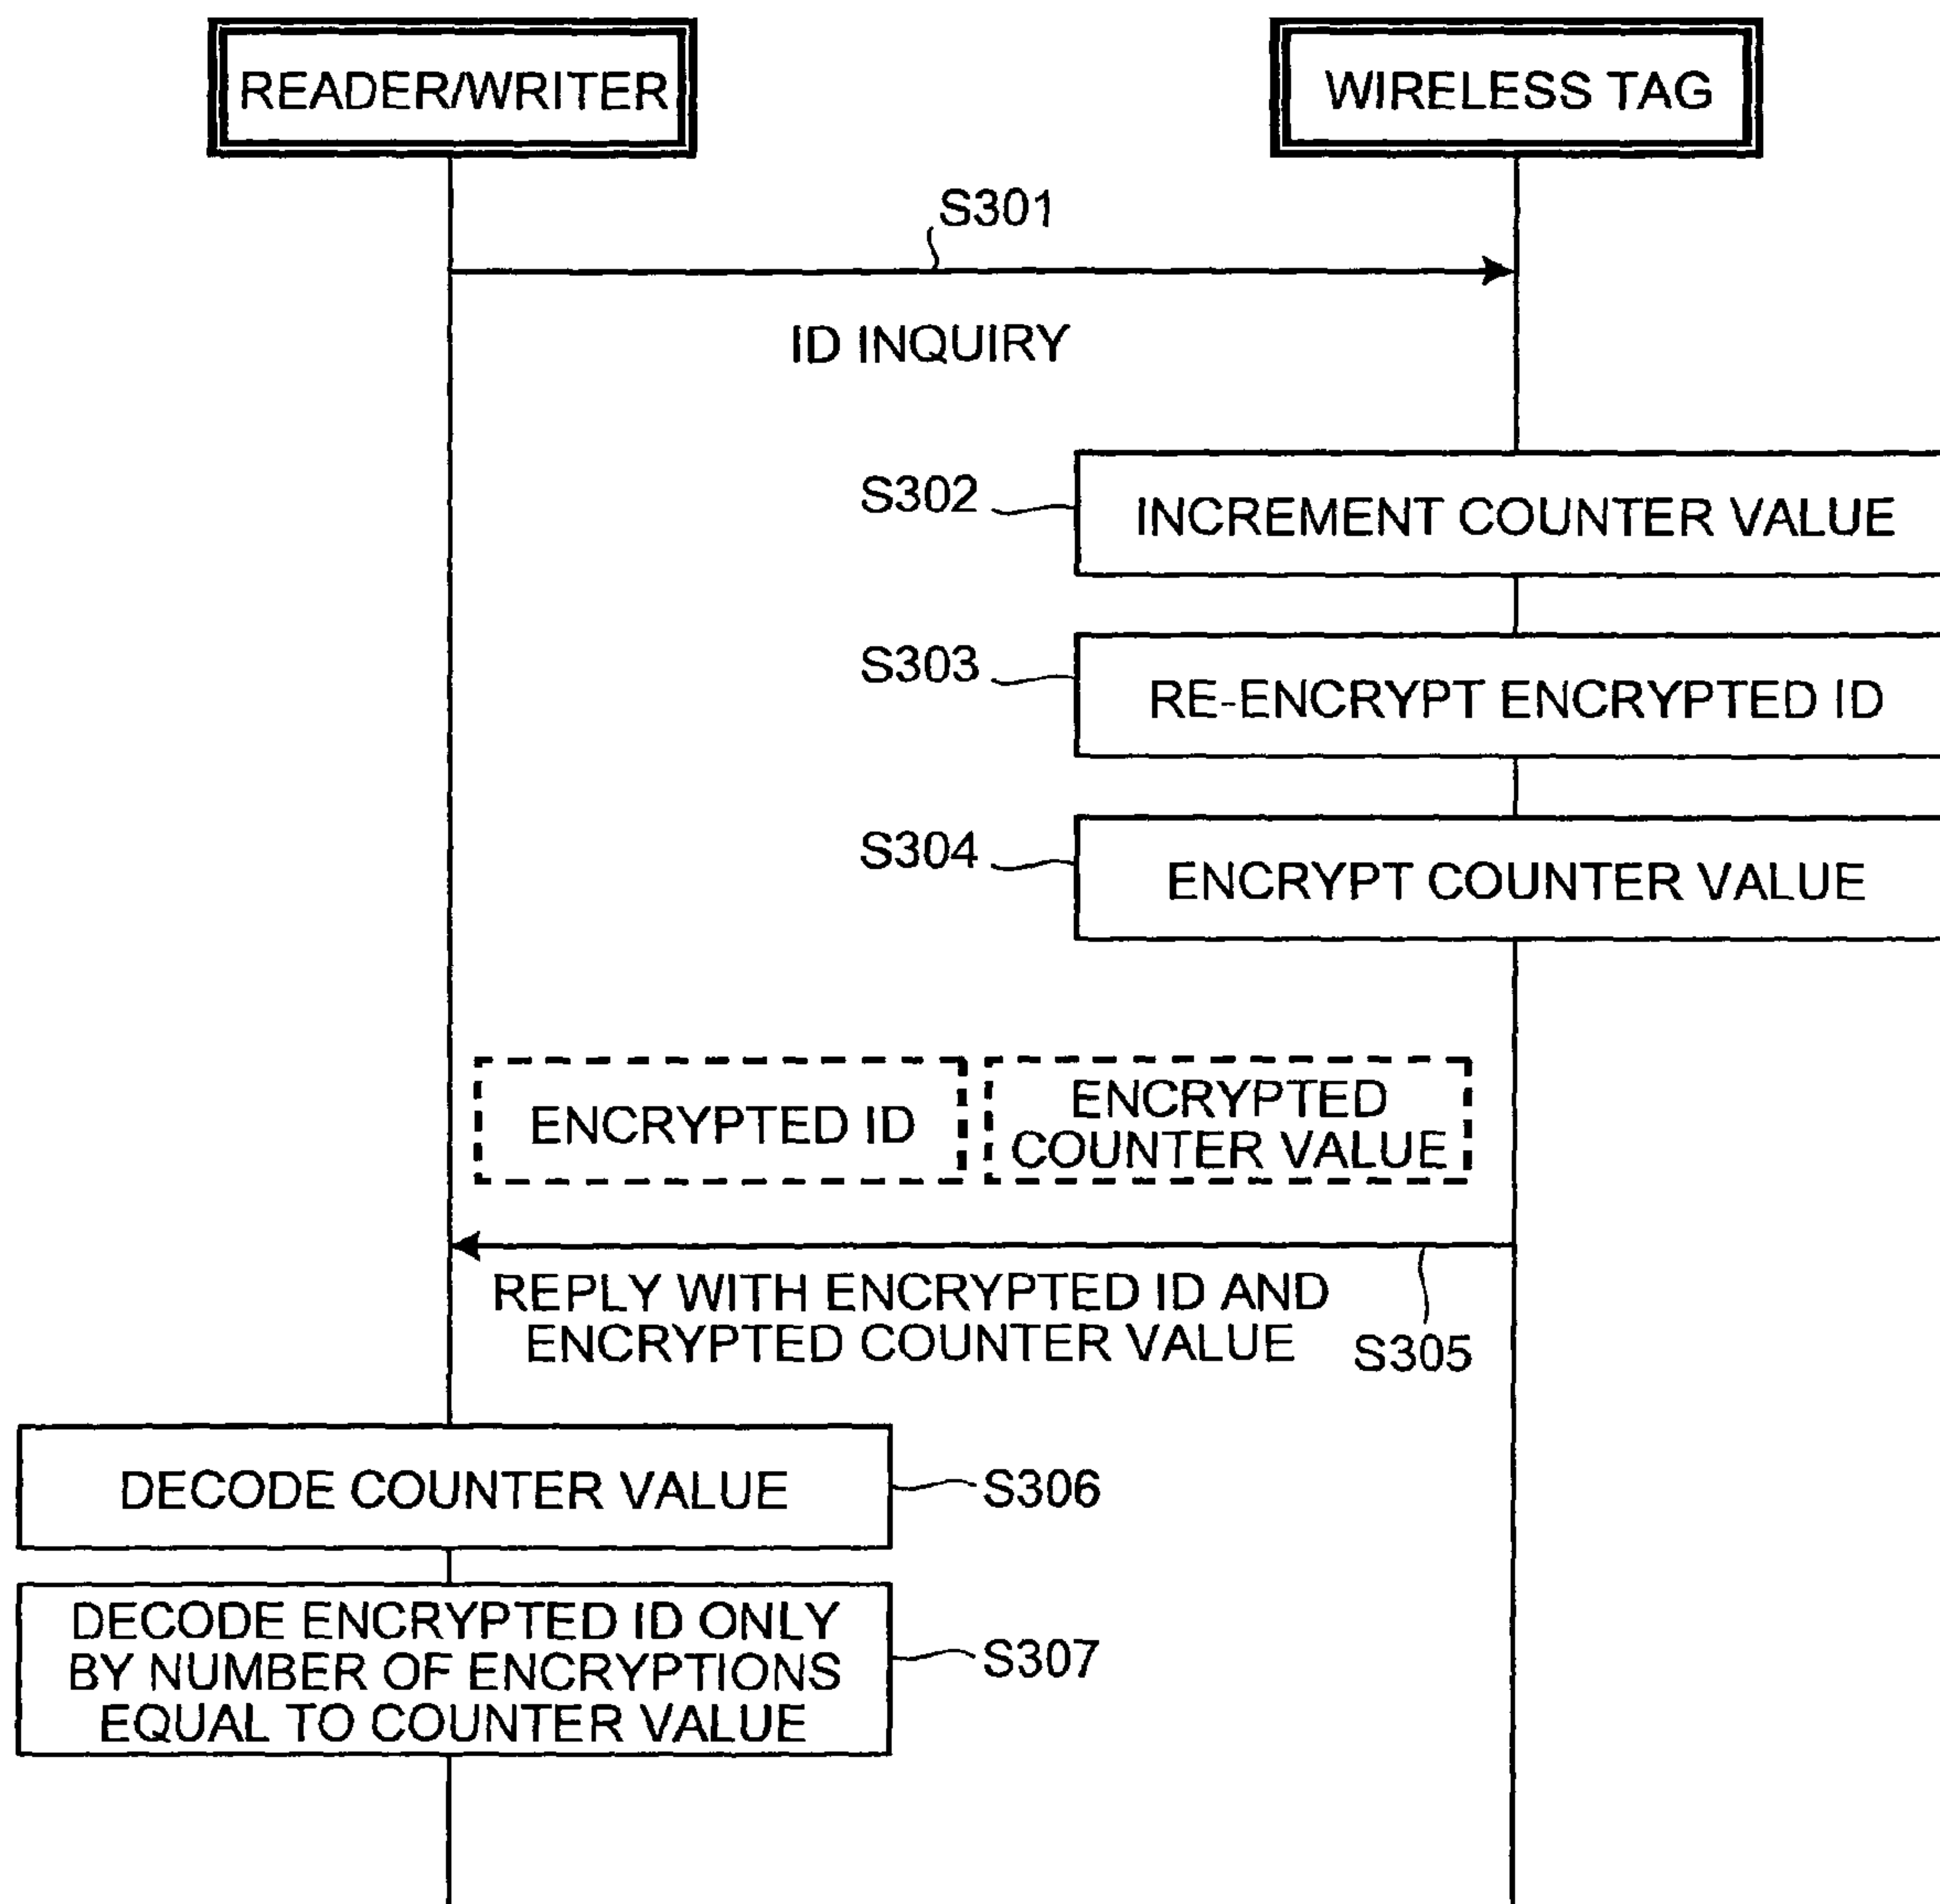 READER/WRITER
WIRELESS TAG
S301
ID INQUIRY
S302
INCREMENT COUNTER VALUE
S303
RE-ENCRYPT ENCRYPTED ID
S304
ENCRYPT COUNTER VALUE
ENCRYPTED ID
ENCRYPTED
COUNTER VALUE
REPLY WITH ENCRYPTED ID AND
ENCRYPTED COUNTER VALUE
S305
DECODE COUNTER VALUE
S306
DECODE ENCRYPTED ID ONLY
BY NUMBER OF ENCRYPTIONS
EQUAL TO COUNTER VALUE
S307